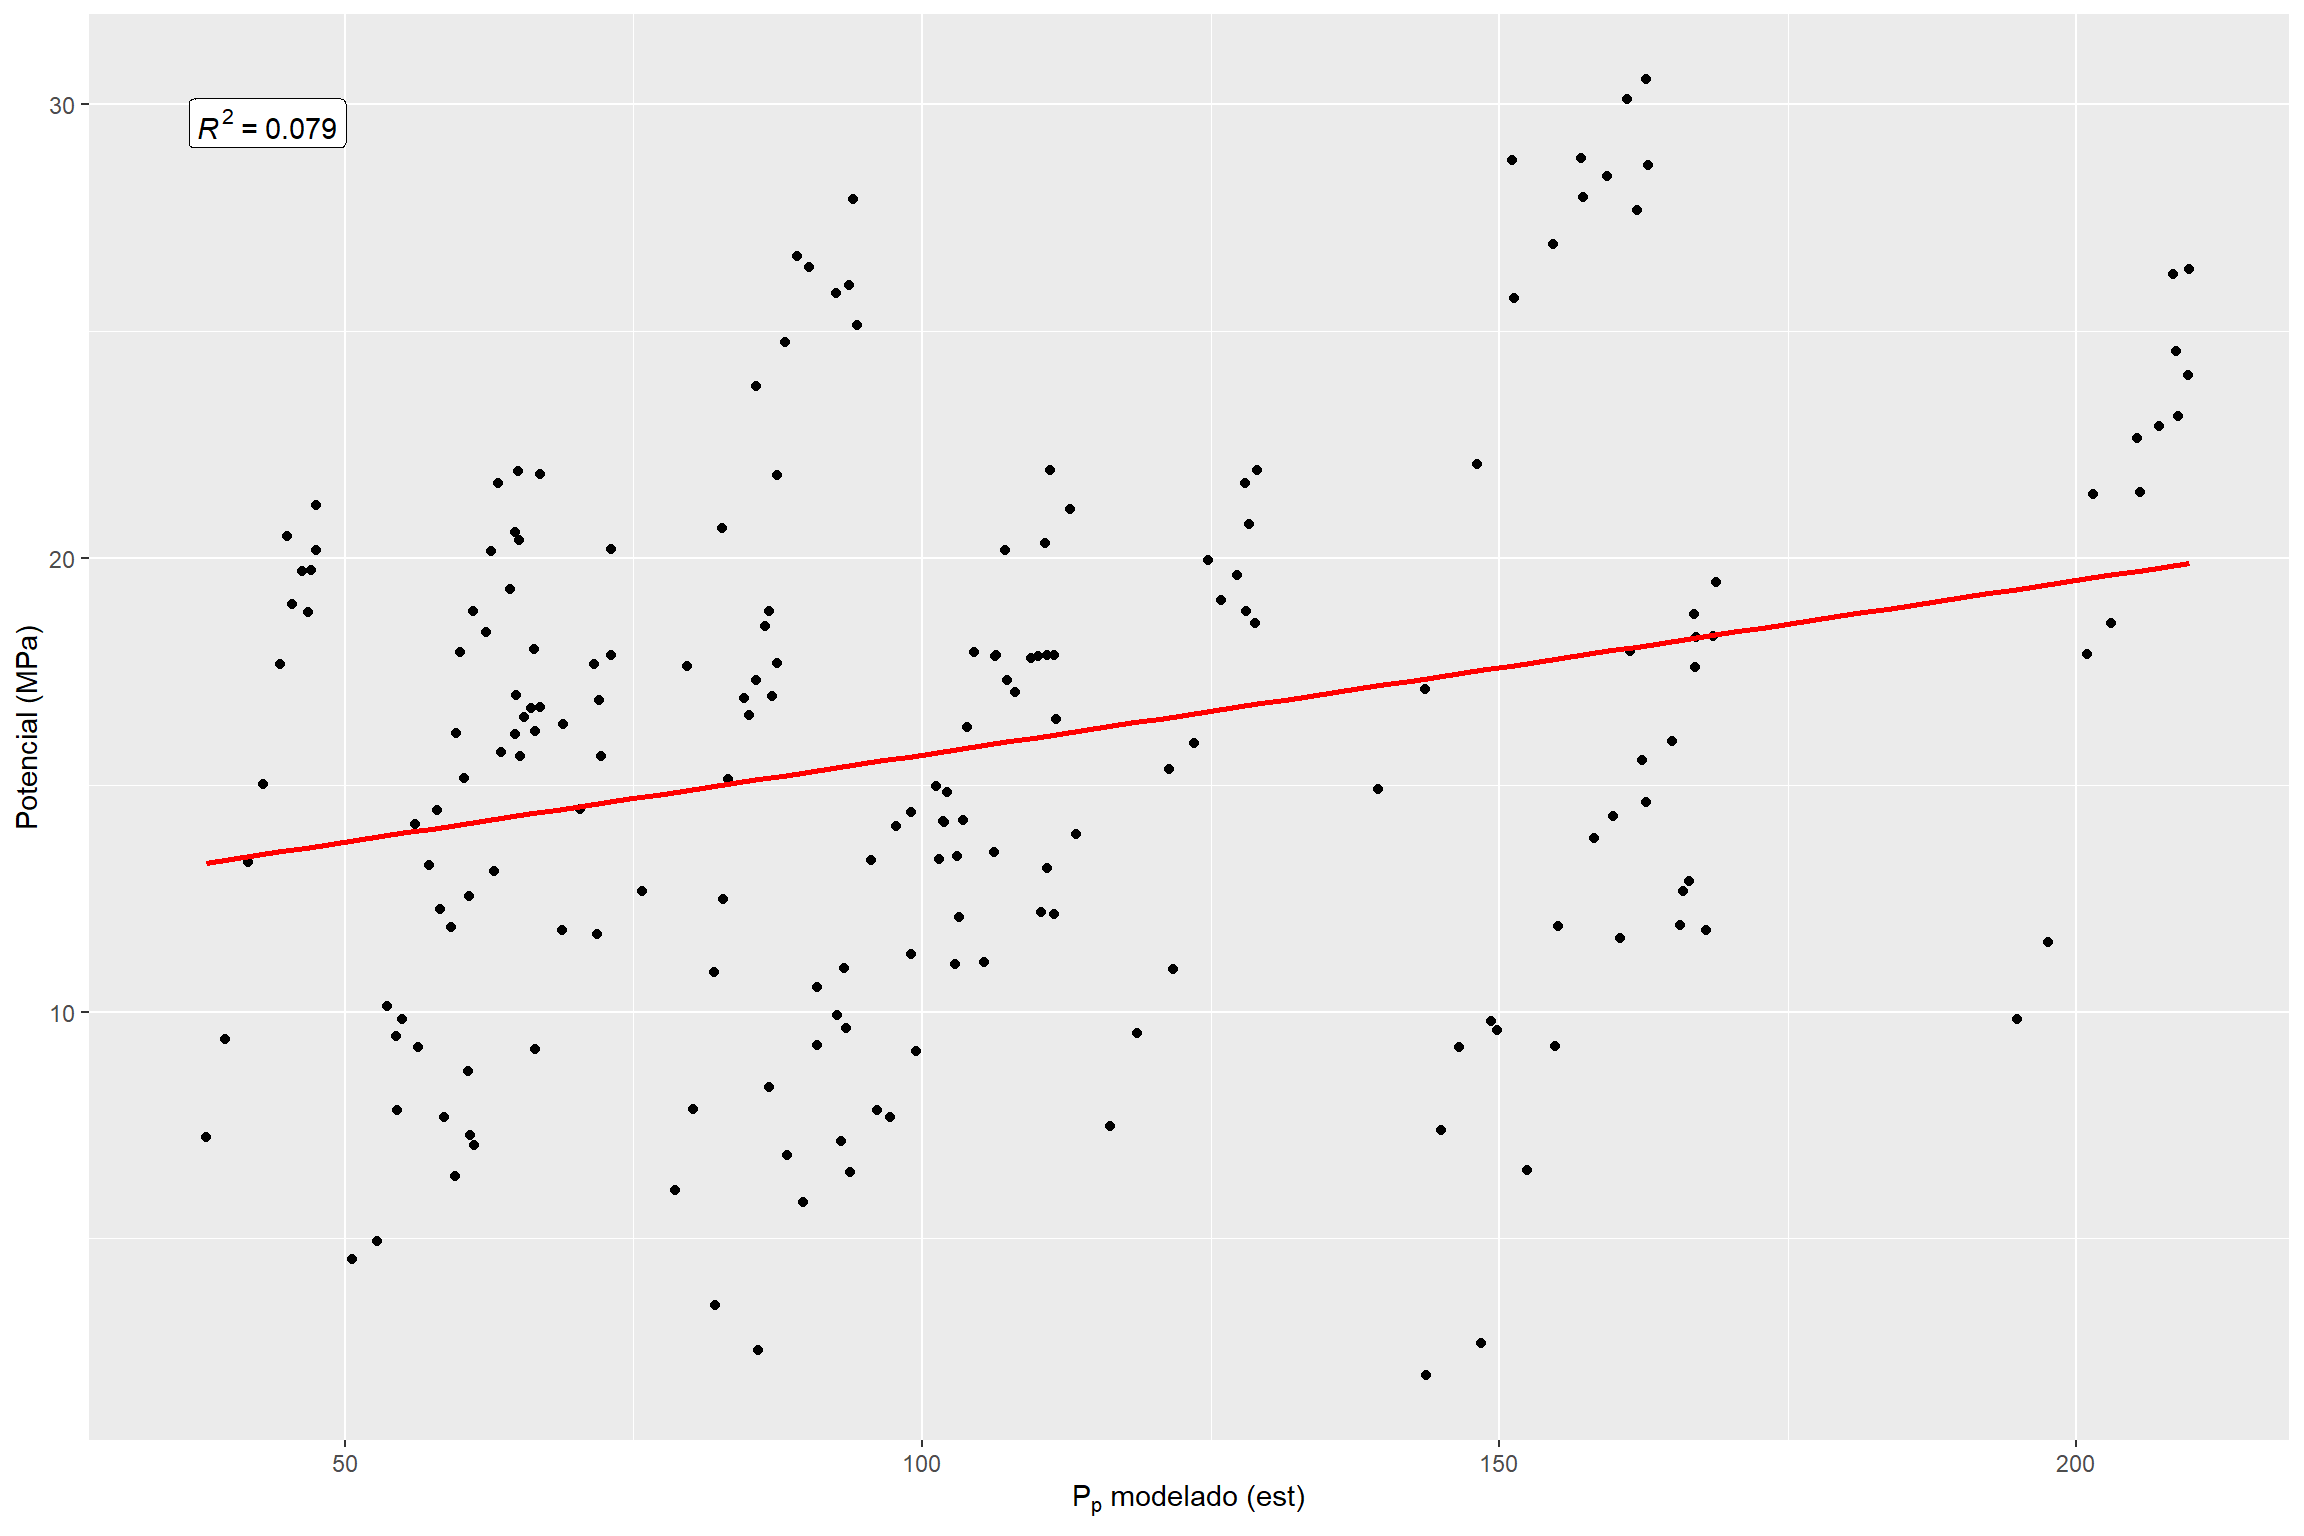 R² = 0.079
30
20
10
Potencial (MPa)
50 100 150 200
Pₚ modelado (est)